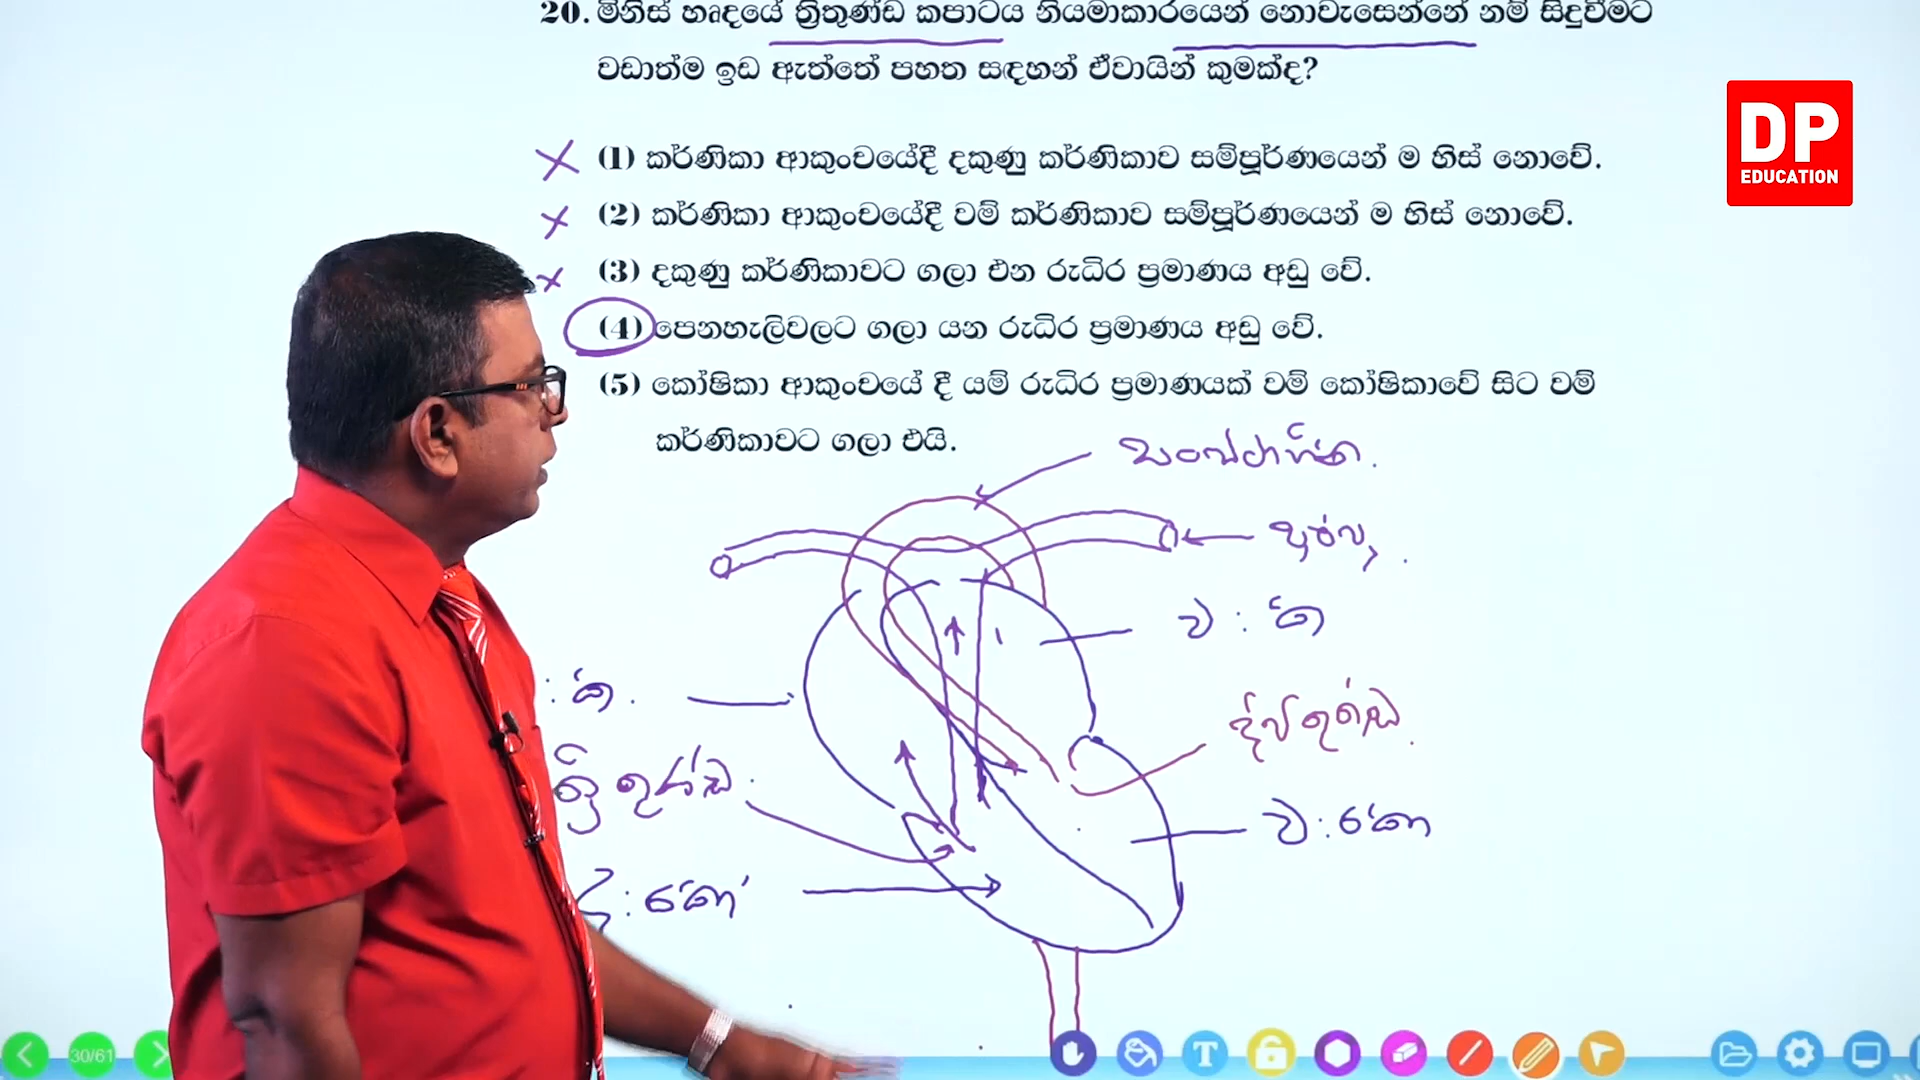 20. මිනිස් හෘදයේ ත්‍රිතුණ්ඩ කපාටය නියමාකාරයෙන් නොවැසෙන්නේ නම් සිදුවීමට
වඩාත්ම ඉඩ ඇත්තේ පහත සඳහන් ඒවායින් කුමක්ද?
(1) කර්ණිකා ආකුංචයේදී දකුණු කර්ණිකාව සම්පූර්ණයෙන් ම හිස් නොවේ.
(2) කර්ණිකා ආකුංචයේදී වම් කර්ණිකාව සම්පූර්ණයෙන් ම හිස් නොවේ.
(3) දකුණු කර්ණිකාවට ගලා එන රුධිර ප්‍රමාණය අඩු වේ.
(4) පෙනහැලිවලට ගලා යන රුධිර ප්‍රමාණය අඩු වේ.
(5) කෝෂිකා ආකුංචයේ දී යම් රුධිර ප්‍රමාණයක් වම් කෝෂිකාවේ සිට වම්
කර්ණිකාවට ගලා එයි.
DP
EDUCATION
ත්‍රිතුණ්ඩ
ද්විතුණ්ඩ
30/61